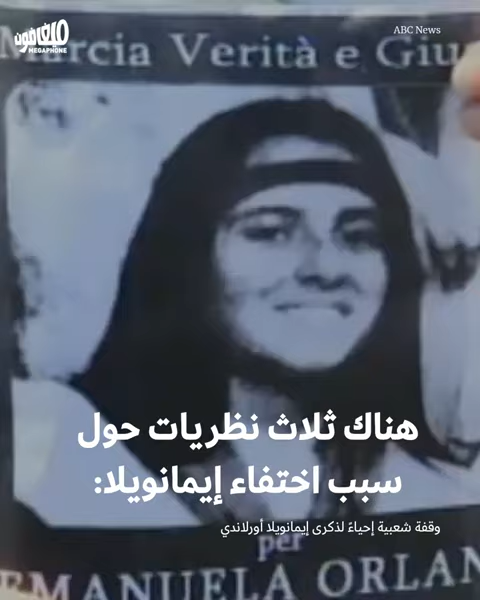 ميغافون
MEGAPHONE
ABC News
Marcia Verità e Giu
هناك ثلاث نظريات حول
سبب اختفاء إيمانويلا:
وقفة شعبية إحياءً لذكرى إيمانويلا أورلاندي
per
EMANUELA ORLAN